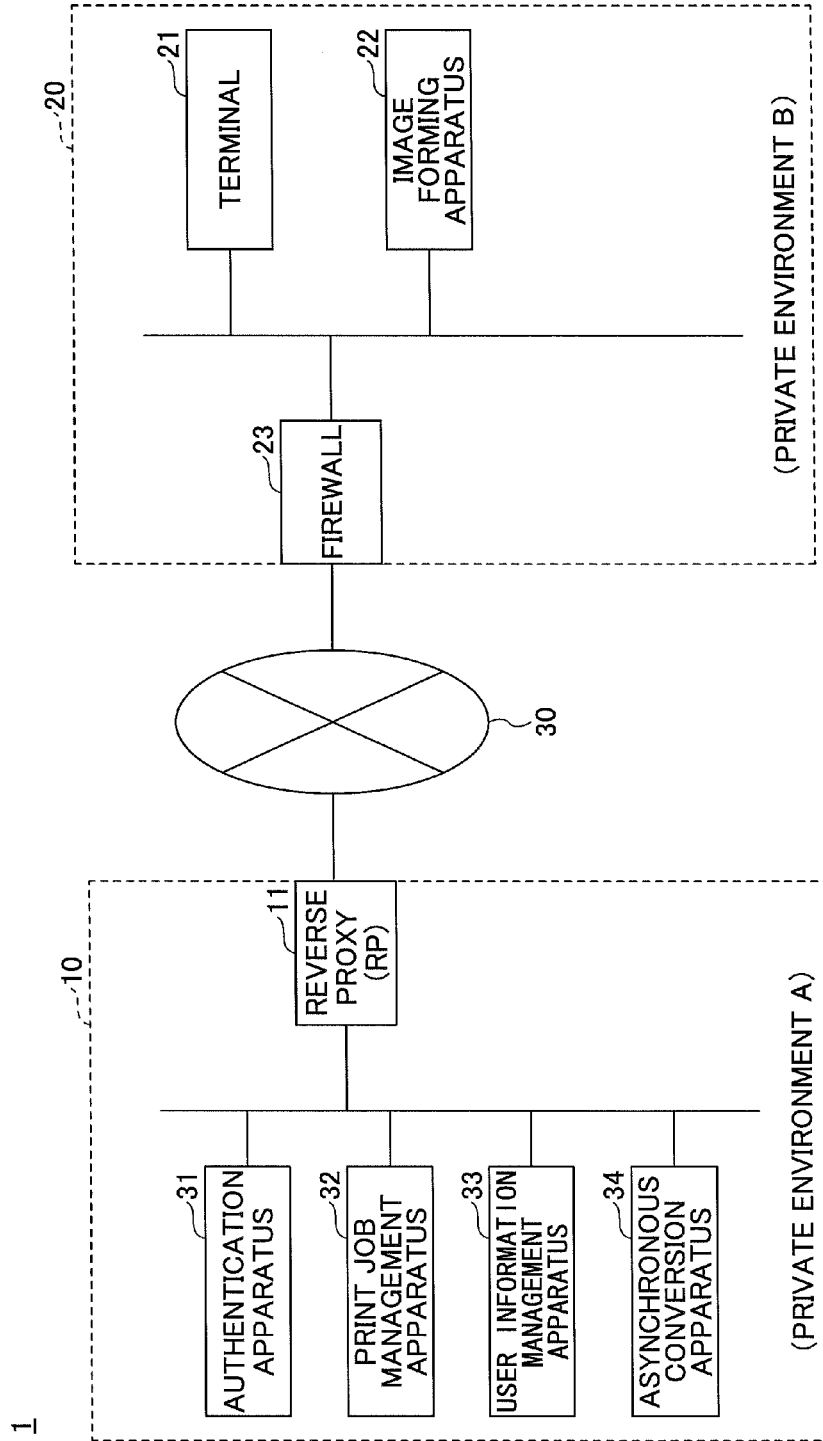 1
10
31
AUTHENTICATION
APPARATUS
32
PRINT JOB
MANAGEMENT
APPARATUS
33
USER INFORMATION
MANAGEMENT
APPARATUS
34
ASYNCHRONOUS
CONVERSION
APPARATUS
11
REVERSE
PROXY
(RP)
(PRIVATE ENVIRONMENT A)
30
20
23
FIREWALL
21
TERMINAL
22
IMAGE
FORMING
APPARATUS
(PRIVATE ENVIRONMENT B)